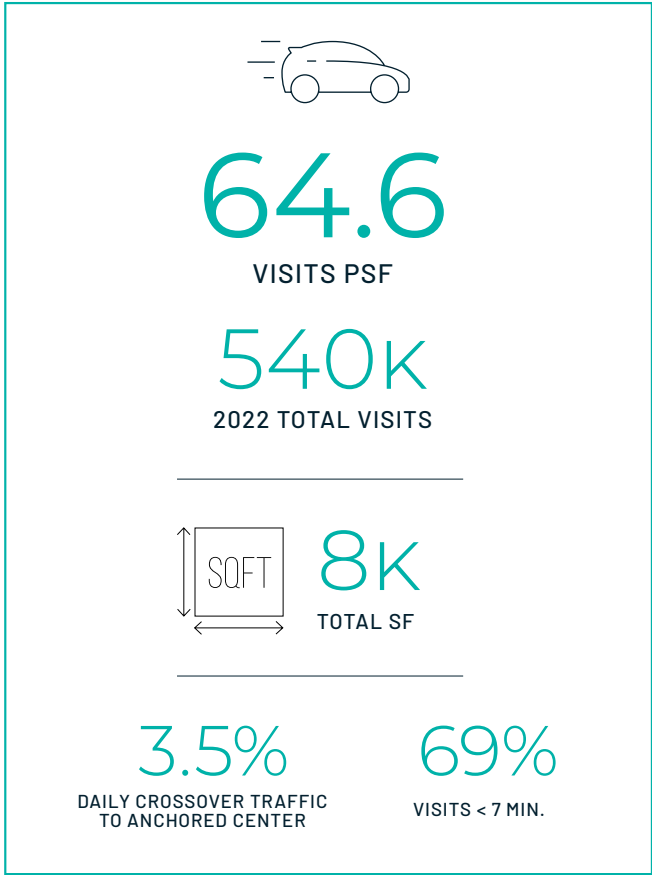 64.6
VISITS PSF
540K
2022 TOTAL VISITS
SQFT
8K
TOTAL SF
3.5%
DAILY CROSSOVER TRAFFIC
TO ANCHORED CENTER
69%
VISITS < 7 MIN.